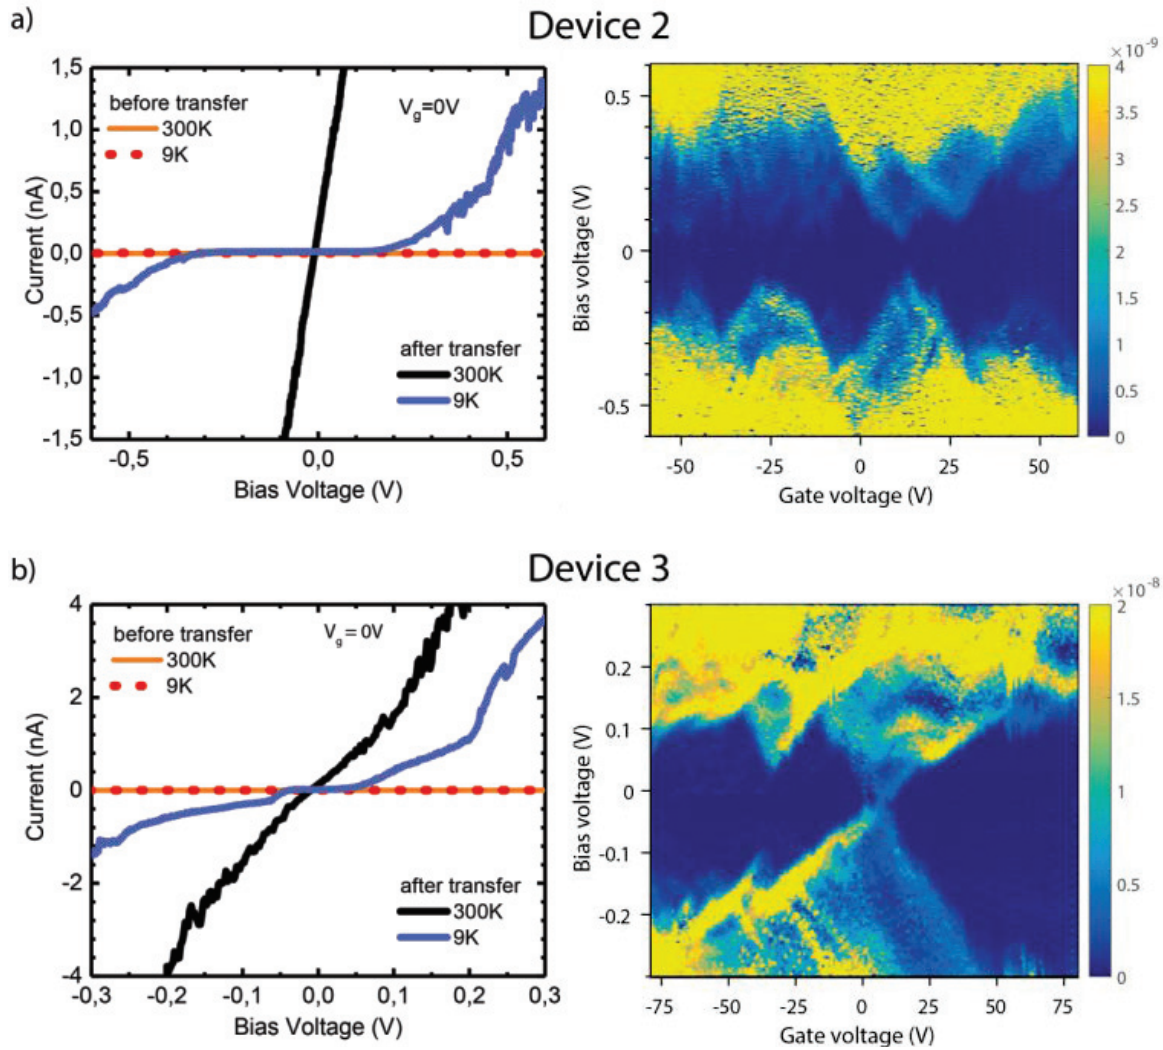 a)
Device 2
before transfer
300K
9K
Vg=0V
after transfer
300K
9K
1,5
1,0
0,5
0,0
-0,5
-1,0
-1,5
Current (nA)
-0,5
0,0
0,5
Bias Voltage (V)
0.5
0
-0.5
Bias voltage (V)
-50
-25
0
25
50
Gate voltage (V)
×10⁻⁹
4
3.5
3
2.5
2
1.5
1
0.5
0
b)
Device 3
before transfer
300K
9K
Vg = 0V
after transfer
300K
9K
4
2
0
-2
-4
Current (nA)
-0,3
-0,2
-0,1
0,0
0,1
0,2
0,3
Bias Voltage (V)
0.2
0.1
0
-0.1
-0.2
Bias voltage (V)
-75
-50
-25
0
25
50
75
Gate voltage (V)
×10⁻⁸
2
1.5
1
0.5
0